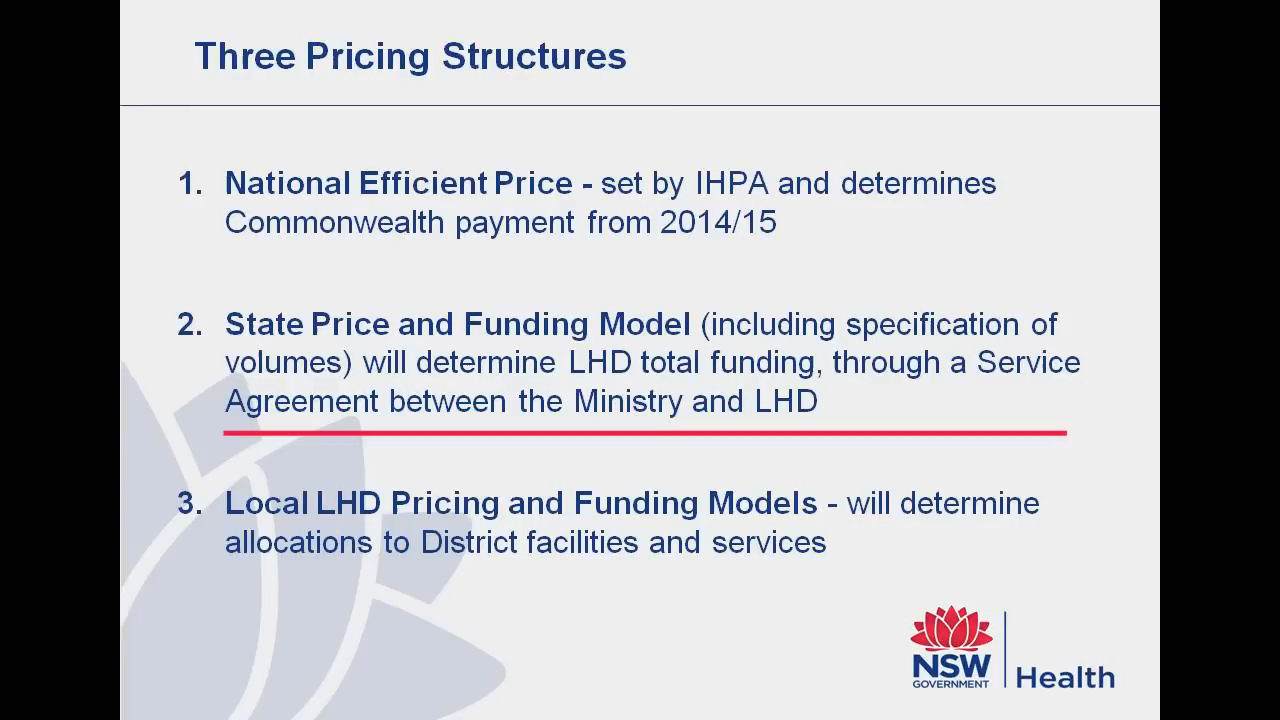 Three Pricing Structures
1. National Efficient Price - set by IHPA and determines
Commonwealth payment from 2014/15
2. State Price and Funding Model (including specification of
volumes) will determine LHD total funding, through a Service
Agreement between the Ministry and LHD
3. Local LHD Pricing and Funding Models - will determine
allocations to District facilities and services
NSW
GOVERNMENT
Health